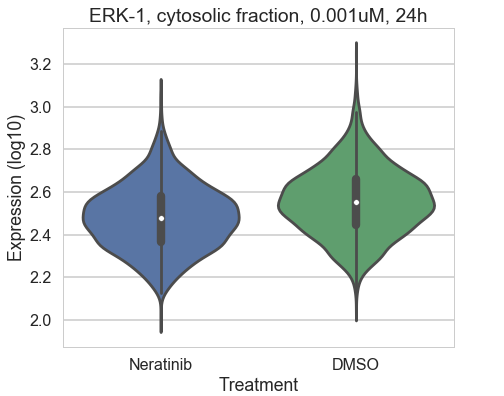 ERK-1, cytosolic fraction, 0.001uM, 24h
Expression (log10)
3.2
3.0
2.8
2.6
2.4
2.2
2.0
Neratinib DMSO
Treatment